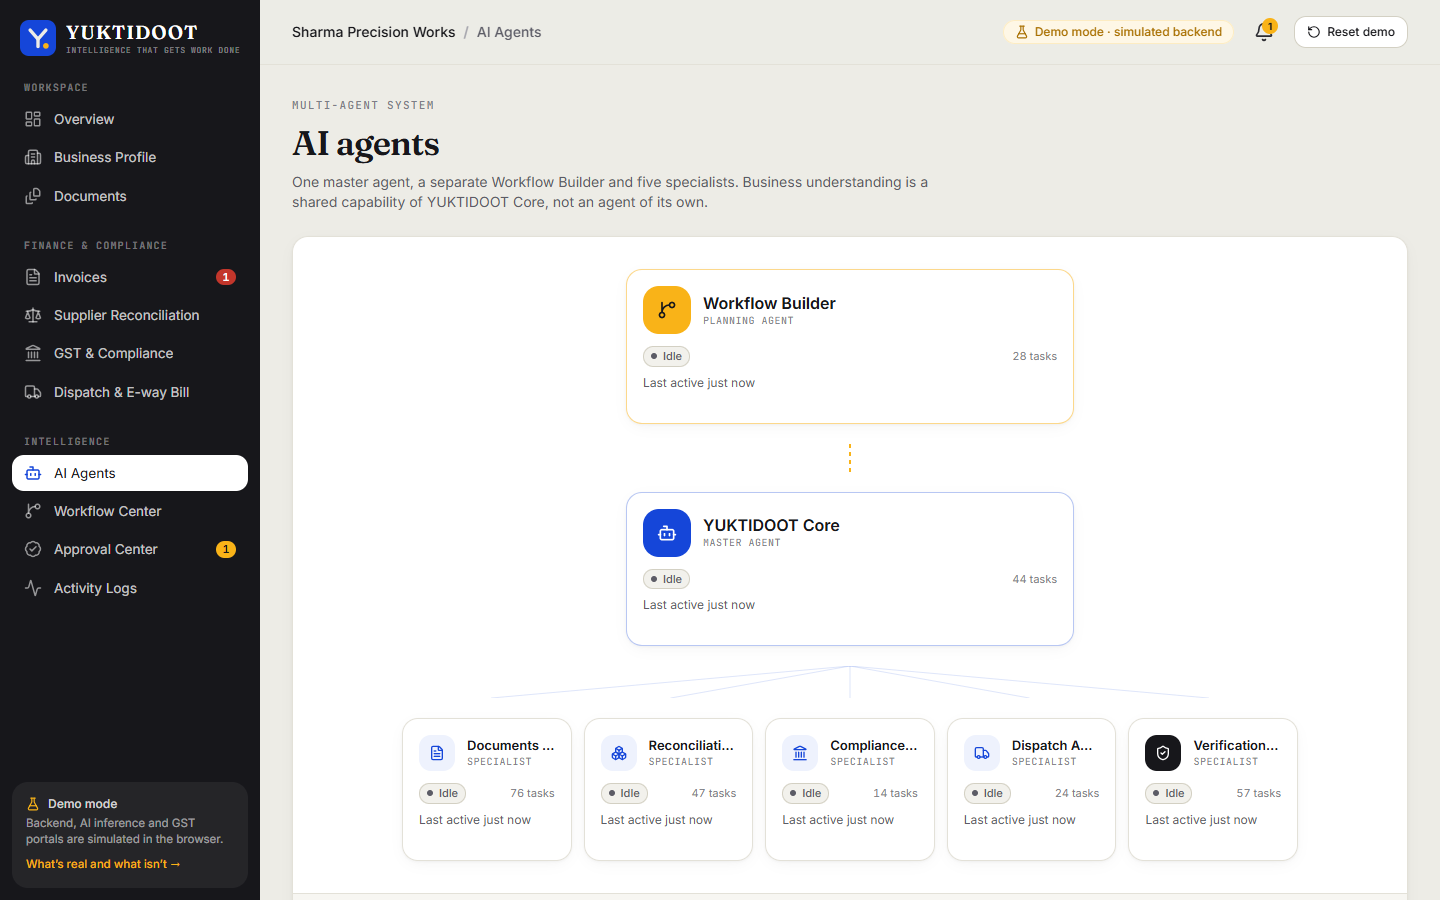 YUKTIDOOT
INTELLIGENCE THAT GETS WORK DONE
WORKSPACE
Overview
Business Profile
Documents
FINANCE & COMPLIANCE
Invoices 1
Supplier Reconciliation
GST & Compliance
Dispatch & E-way Bill
INTELLIGENCE
AI Agents
Workflow Center
Approval Center 1
Activity Logs
Demo mode
Backend, AI inference and GST
portals are simulated in the browser.
What's real and what isn't →
Sharma Precision Works / AI Agents
Demo mode · simulated backend
1
Reset demo
MULTI-AGENT SYSTEM
AI agents
One master agent, a separate Workflow Builder and five specialists. Business understanding is a
shared capability of YUKTIDOOT Core, not an agent of its own.
Workflow Builder
PLANNING AGENT
Idle 28 tasks
Last active just now
YUKTIDOOT Core
MASTER AGENT
Idle 44 tasks
Last active just now
Documents ...
SPECIALIST
Idle 76 tasks
Last active just now
Reconciliati...
SPECIALIST
Idle 47 tasks
Last active just now
Compliance...
SPECIALIST
Idle 14 tasks
Last active just now
Dispatch A...
SPECIALIST
Idle 24 tasks
Last active just now
Verification...
SPECIALIST
Idle 57 tasks
Last active just now